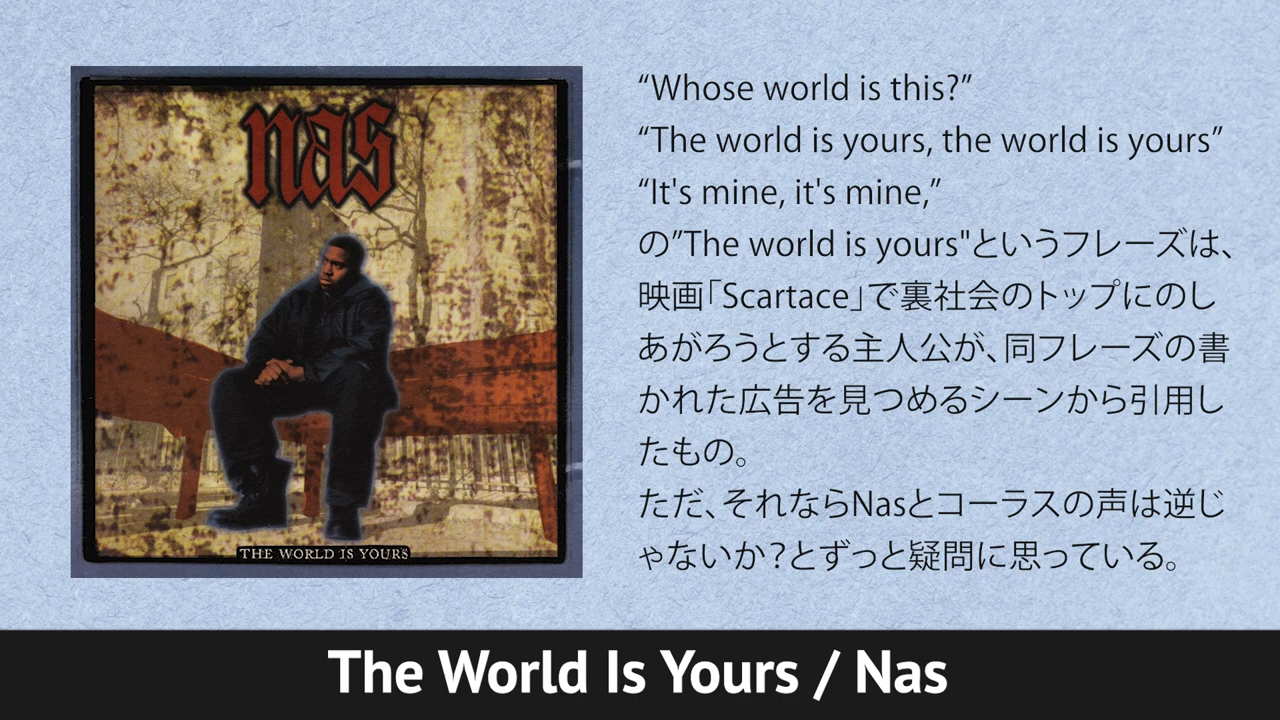 nas
THE WORLD IS YOURS
“Whose world is this?”
“The world is yours, the world is yours”
“It's mine, it's mine,”
の”The world is yours"というフレーズは、
映画「Scartace」で裏社会のトップにのし
あがろうとする主人公が、同フレーズの書
かれた広告を見つめるシーンから引用し
たもの。
ただ、それならNasとコーラスの声は逆じ
ゃないか？とずっと疑問に思っている。
The World Is Yours / Nas